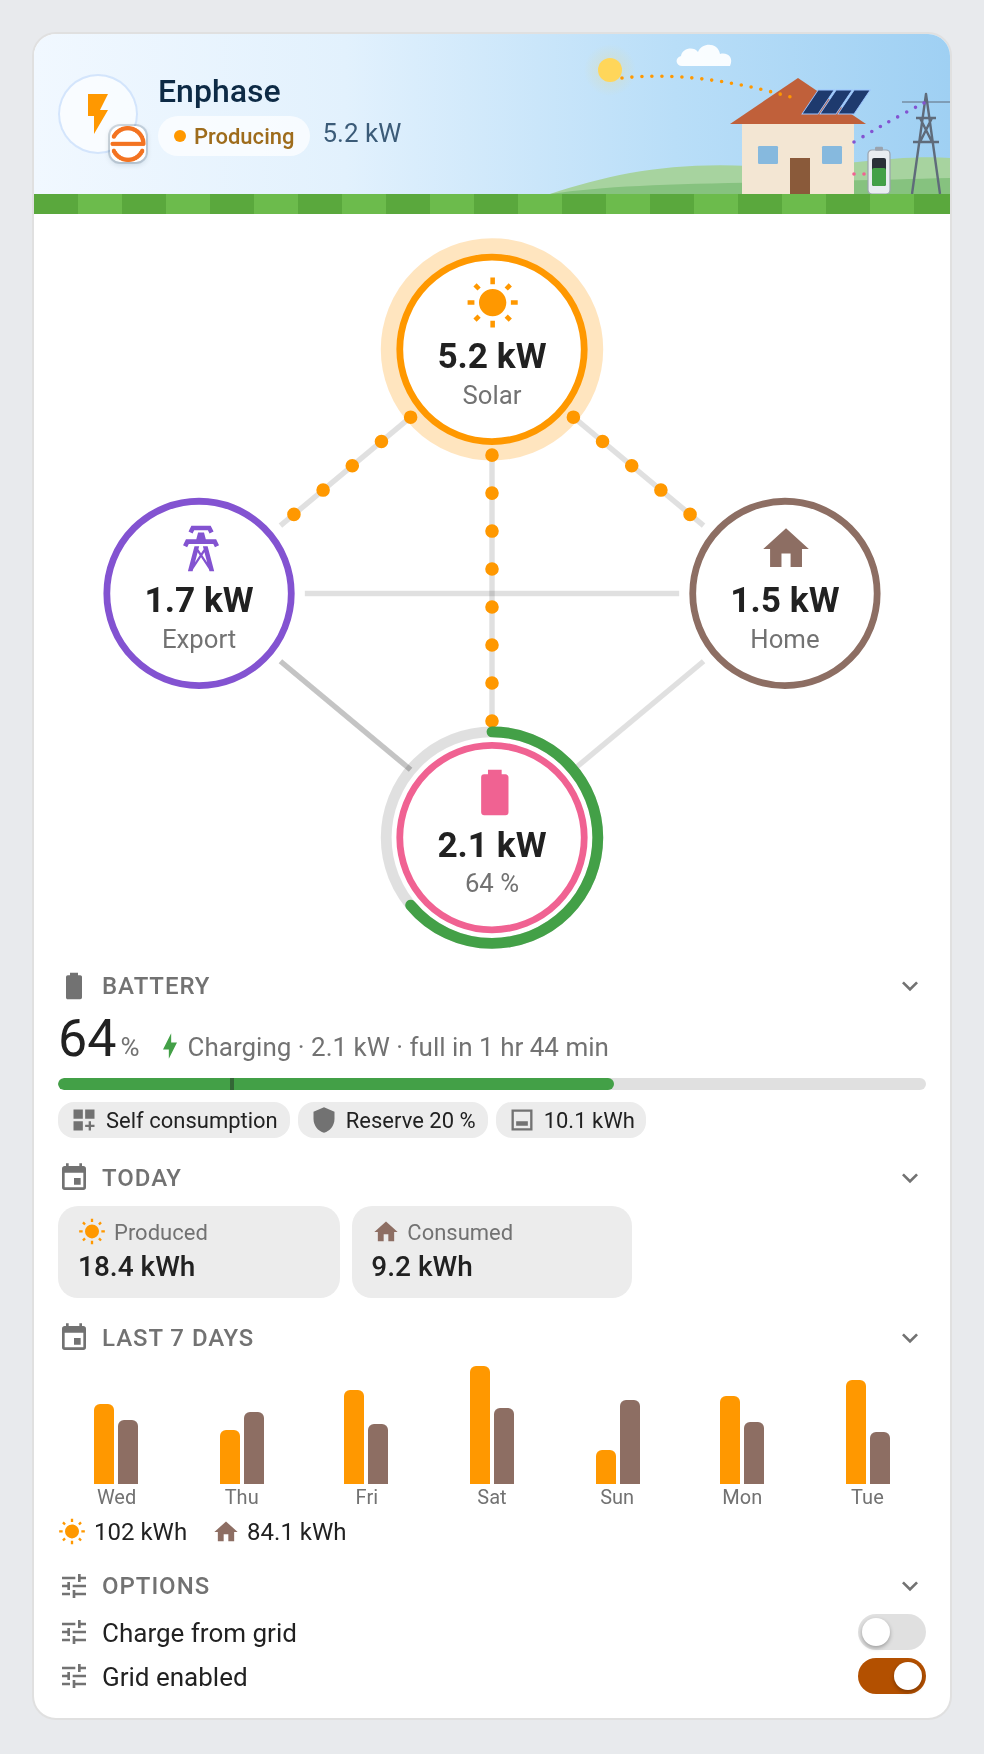 Enphase
Producing 5.2 kW
5.2 kW
Solar
1.7 kW
Export
1.5 kW
Home
2.1 kW
64 %
BATTERY
64 % Charging · 2.1 kW · full in 1 hr 44 min
Self consumption Reserve 20 % 10.1 kWh
TODAY
Produced
18.4 kWh
Consumed
9.2 kWh
LAST 7 DAYS
Wed Thu Fri Sat Sun Mon Tue
102 kWh 84.1 kWh
OPTIONS
Charge from grid
Grid enabled